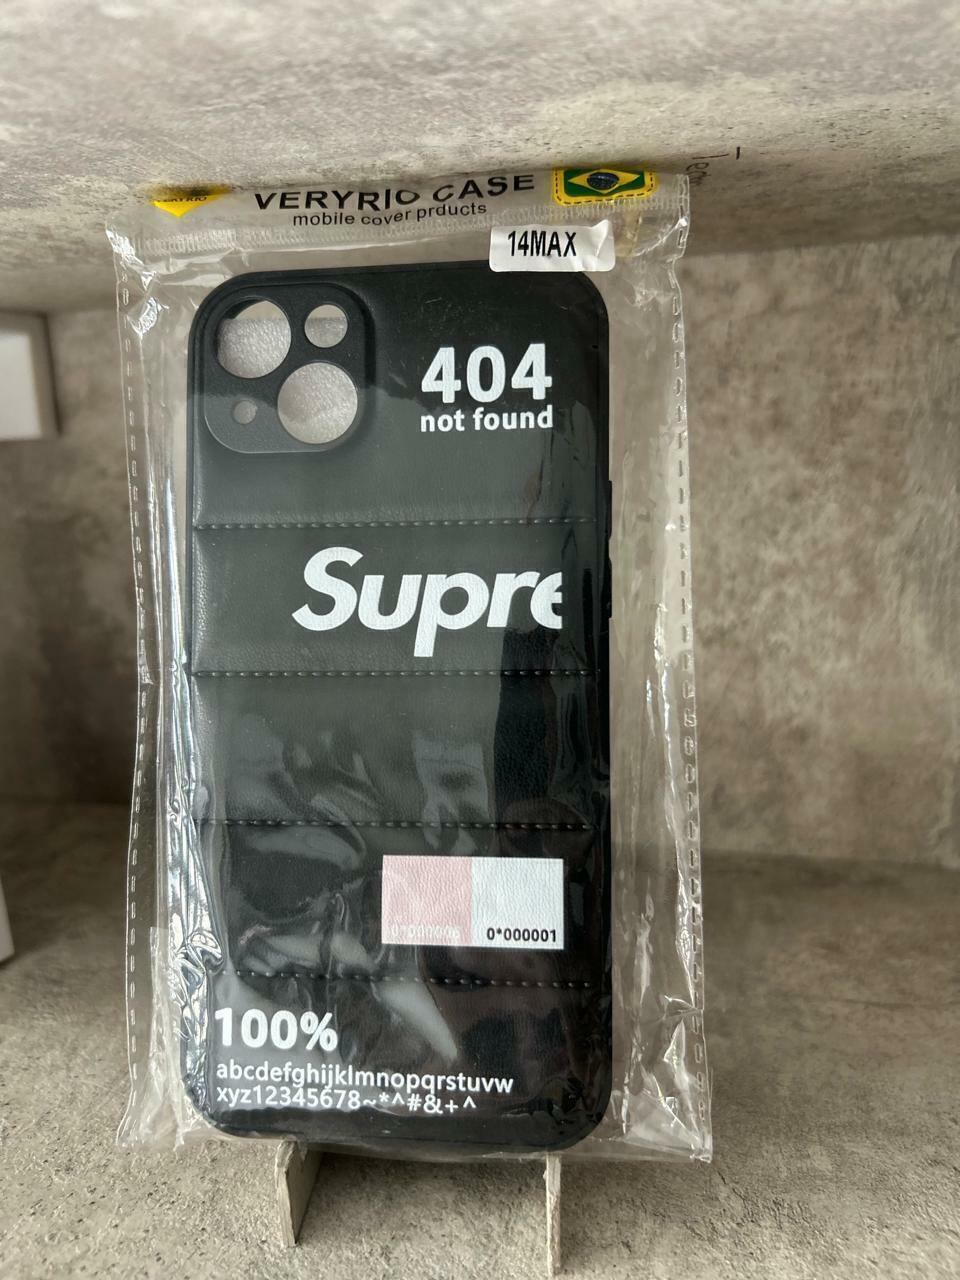 VERYRIO CASE
mobile cover prducts
14MAX
404
not found
Supre
0*000001
100%
abcdefghijklmnopqrstuvw
xyz12345678~*^#&+^